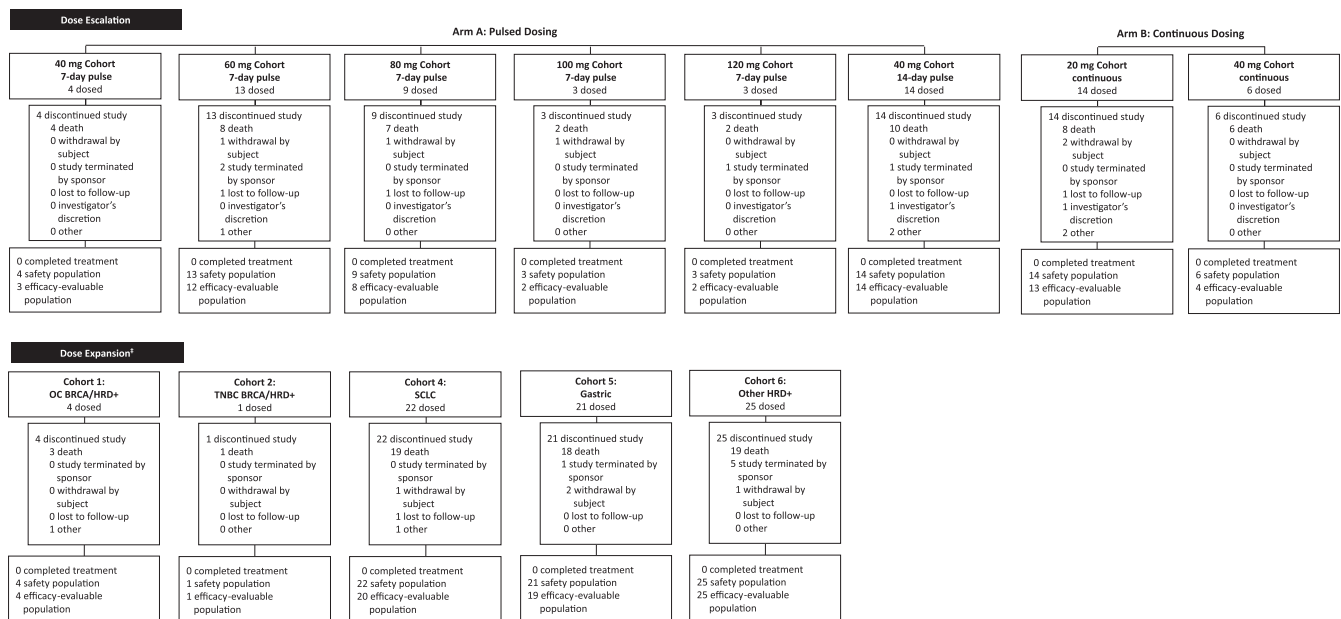 Dose Escalation
Arm A: Pulsed Dosing
40 mg Cohort
7-day pulse
4 dosed
4 discontinued study
4 death
0 withdrawal by
subject
0 study terminated
by sponsor
0 lost to follow-up
0 investigator's
discretion
0 other
0 completed treatment
4 safety population
3 efficacy-evaluable
population
60 mg Cohort
7-day pulse
13 dosed
13 discontinued study
8 death
1 withdrawal by
subject
2 study terminated
by sponsor
1 lost to follow-up
0 investigator's
discretion
1 other
0 completed treatment
13 safety population
12 efficacy-evaluable
population
80 mg Cohort
7-day pulse
9 dosed
9 discontinued study
7 death
1 withdrawal by
subject
0 study terminated
by sponsor
1 lost to follow-up
0 investigator's
discretion
0 other
0 completed treatment
9 safety population
8 efficacy-evaluable
population
100 mg Cohort
7-day pulse
3 dosed
3 discontinued study
2 death
1 withdrawal by
subject
0 study terminated
by sponsor
0 lost to follow-up
0 investigator's
discretion
0 other
0 completed treatment
3 safety population
2 efficacy-evaluable
population
120 mg Cohort
7-day pulse
3 dosed
3 discontinued study
2 death
0 withdrawal by
subject
1 study terminated
by sponsor
0 lost to follow-up
0 investigator's
discretion
0 other
0 completed treatment
3 safety population
2 efficacy-evaluable
population
40 mg Cohort
14-day pulse
14 dosed
14 discontinued study
10 death
0 withdrawal by
subject
1 study terminated
by sponsor
0 lost to follow-up
1 investigator's
discretion
2 other
0 completed treatment
14 safety population
14 efficacy-evaluable
population
Arm B: Continuous Dosing
20 mg Cohort
continuous
14 dosed
14 discontinued study
8 death
2 withdrawal by
subject
0 study terminated
by sponsor
1 lost to follow-up
1 investigator's
discretion
2 other
0 completed treatment
14 safety population
13 efficacy-evaluable
population
40 mg Cohort
continuous
6 dosed
6 discontinued study
6 death
0 withdrawal by
subject
0 study terminated
by sponsor
0 lost to follow-up
0 investigator's
discretion
0 other
0 completed treatment
6 safety population
4 efficacy-evaluable
population
Dose Expansion‡
Cohort 1:
OC BRCA/HRD+
4 dosed
4 discontinued study
3 death
0 study terminated by
sponsor
0 withdrawal by
subject
0 lost to follow-up
1 other
0 completed treatment
4 safety population
4 efficacy-evaluable
population
Cohort 2:
TNBC BRCA/HRD+
1 dosed
1 discontinued study
1 death
0 study terminated by
sponsor
0 withdrawal by
subject
0 lost to follow-up
0 other
0 completed treatment
1 safety population
1 efficacy-evaluable
population
Cohort 4:
SCLC
22 dosed
22 discontinued study
19 death
0 study terminated by
sponsor
1 withdrawal by
subject
1 lost to follow-up
1 other
0 completed treatment
22 safety population
20 efficacy-evaluable
population
Cohort 5:
Gastric
21 dosed
21 discontinued study
18 death
1 study terminated by
sponsor
2 withdrawal by
subject
0 lost to follow-up
0 other
0 completed treatment
21 safety population
19 efficacy-evaluable
population
Cohort 6:
Other HRD+
25 dosed
25 discontinued study
19 death
5 study terminated by
sponsor
1 withdrawal by
subject
0 lost to follow-up
0 other
0 completed treatment
25 safety population
25 efficacy-evaluable
population